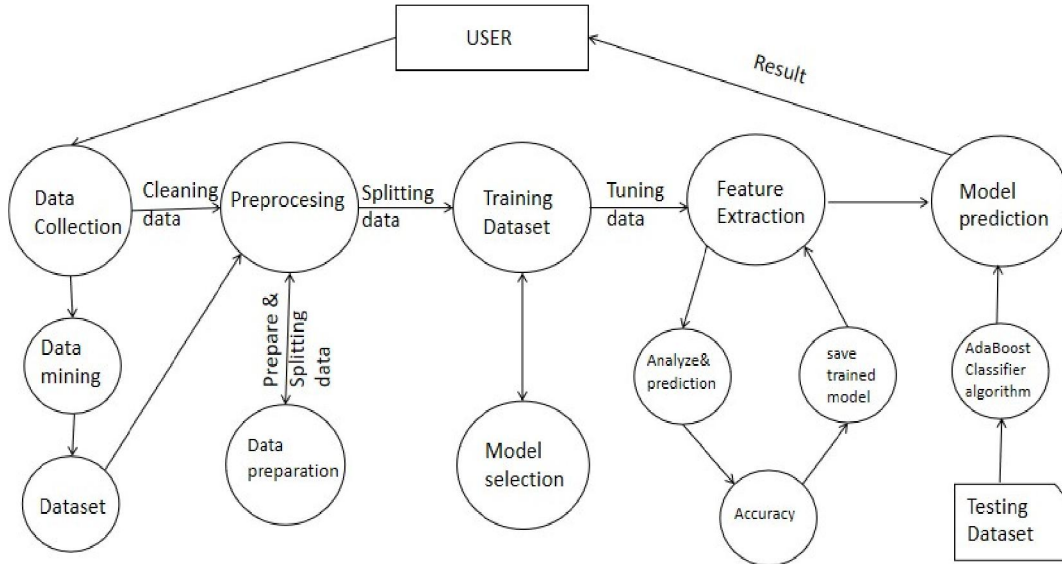 USER
Result
Data
Collection
Cleaning
data
Preprocesing
Splitting
data
Training
Dataset
Tuning
data
Feature
Extraction
Model
prediction
Data
mining
Prepare &
Splitting
data
Analyze&
prediction
save
trained
model
AdaBoost
Classifier
algorithm
Dataset
Data
preparation
Model
selection
Accuracy
Testing
Dataset